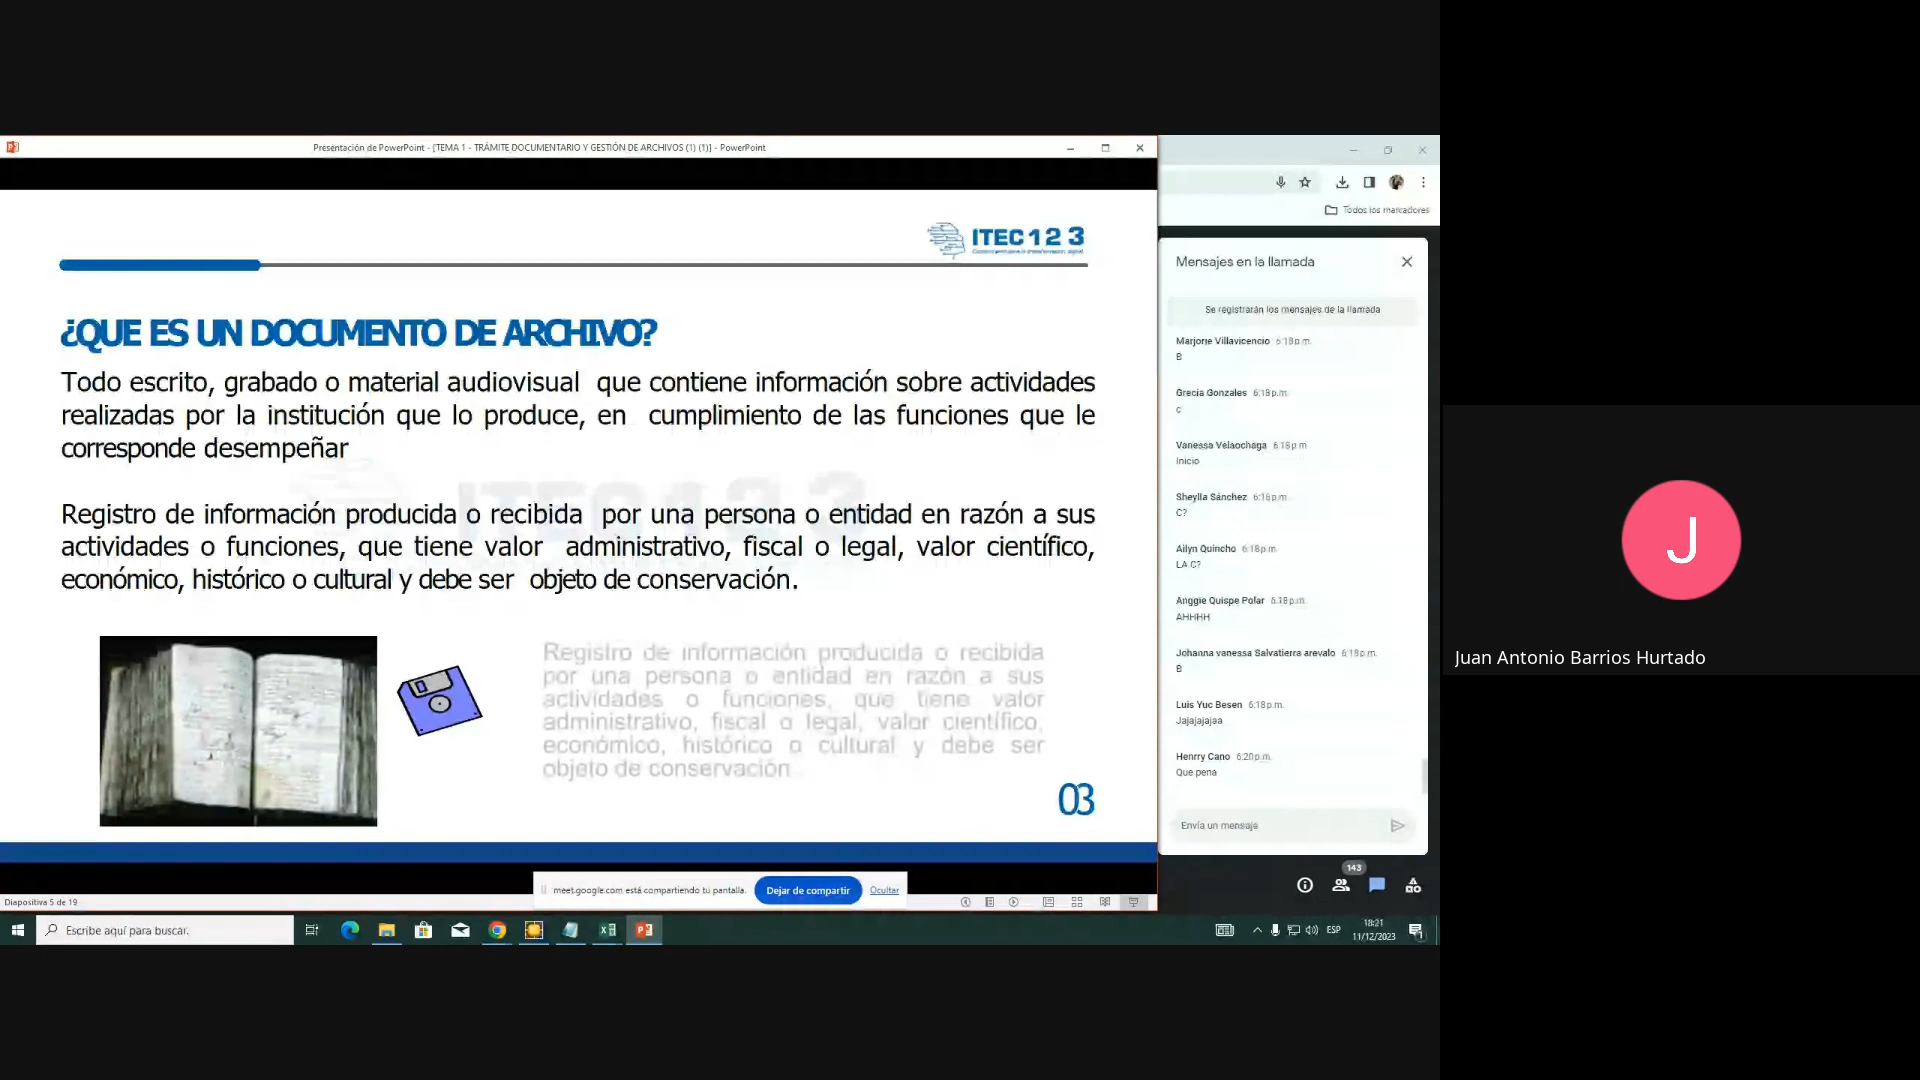 Presentación de PowerPoint - [TEMA 1 - TRÁMITE DOCUMENTARIO Y GESTIÓN DE ARCHIVOS (1) (1)] - PowerPoint
Todos los marcadores
ITEC 1 2 3
¿QUE ES UN DOCUMENTO DE ARCHIVO?
Todo escrito, grabado o material audiovisual que contiene información sobre actividades
realizadas por la institución que lo produce, en cumplimiento de las funciones que le
corresponde desempeñar
Registro de información producida o recibida por una persona o entidad en razón a sus
actividades o funciones, que tiene valor administrativo, fiscal o legal, valor científico,
económico, histórico o cultural y debe ser objeto de conservación.
ITEC 1 2 3
Registro de información producida o recibida
por una persona o entidad en razón a sus
actividades o funciones, que tiene valor
administrativo, fiscal o legal, valor científico,
económico, histórico o cultural y debe ser
objeto de conservación
03
meet.google.com está compartiendo tu pantalla.
Dejar de compartir
Ocultar
Diapositiva 5 de 19
Mensajes en la llamada
Se registrarán los mensajes de la llamada
Marjorie Villavicencio 6:18 p.m.
B
Grecia Gonzales 6:18 p.m.
c
Vanessa Velaochaga 6:18 p.m
Inicio
Sheylla Sánchez 6:18 p.m.
C?
Ailyn Quincho 6:18 p.m.
LA C?
Anggie Quispe Polar 6:18 p.m.
AHHHH
Johanna vanessa Salvatierra arevalo 6:18 p.m.
B
Luis Yuc Besen 6:18 p.m.
Jajajajajaa
Henrry Cano 6:20 p.m.
Que pena
Envía un mensaje
143
Escribe aquí para buscar.
ESP
18:21
11/12/2023
J
Juan Antonio Barrios Hurtado